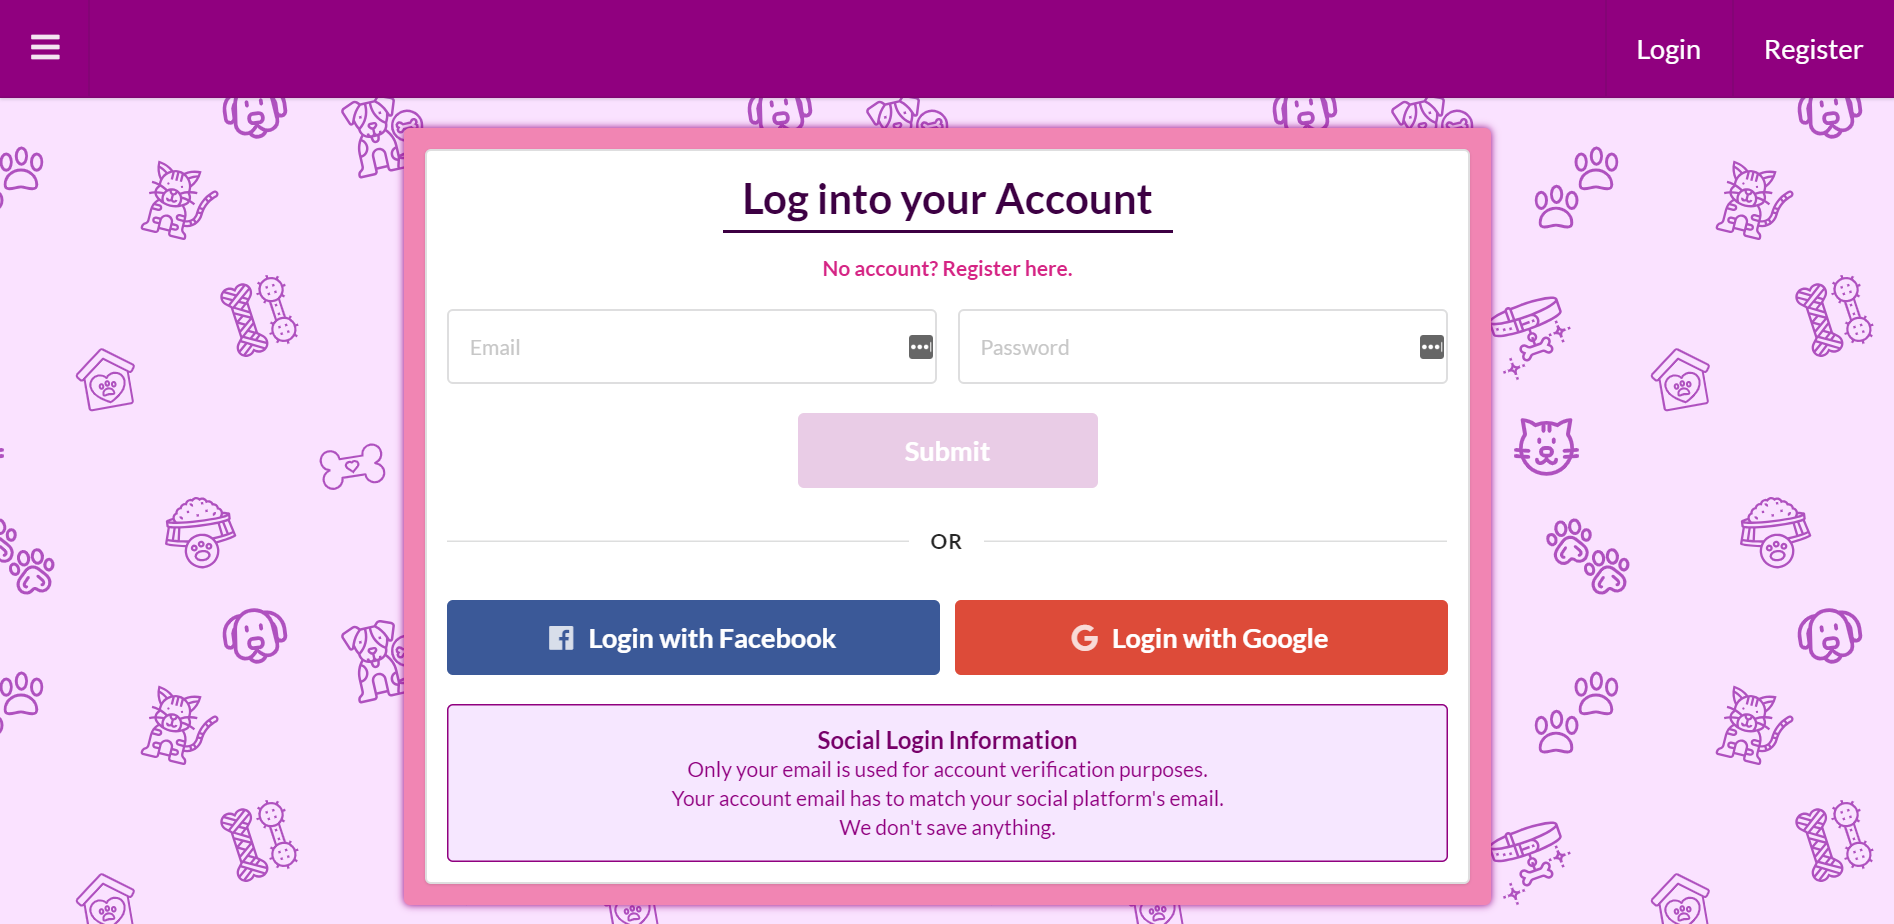 Login
Register
Log into your Account
No account? Register here.
Email
Password
Submit
OR
Login with Facebook
Login with Google
Social Login Information
Only your email is used for account verification purposes.
Your account email has to match your social platform's email.
We don't save anything.